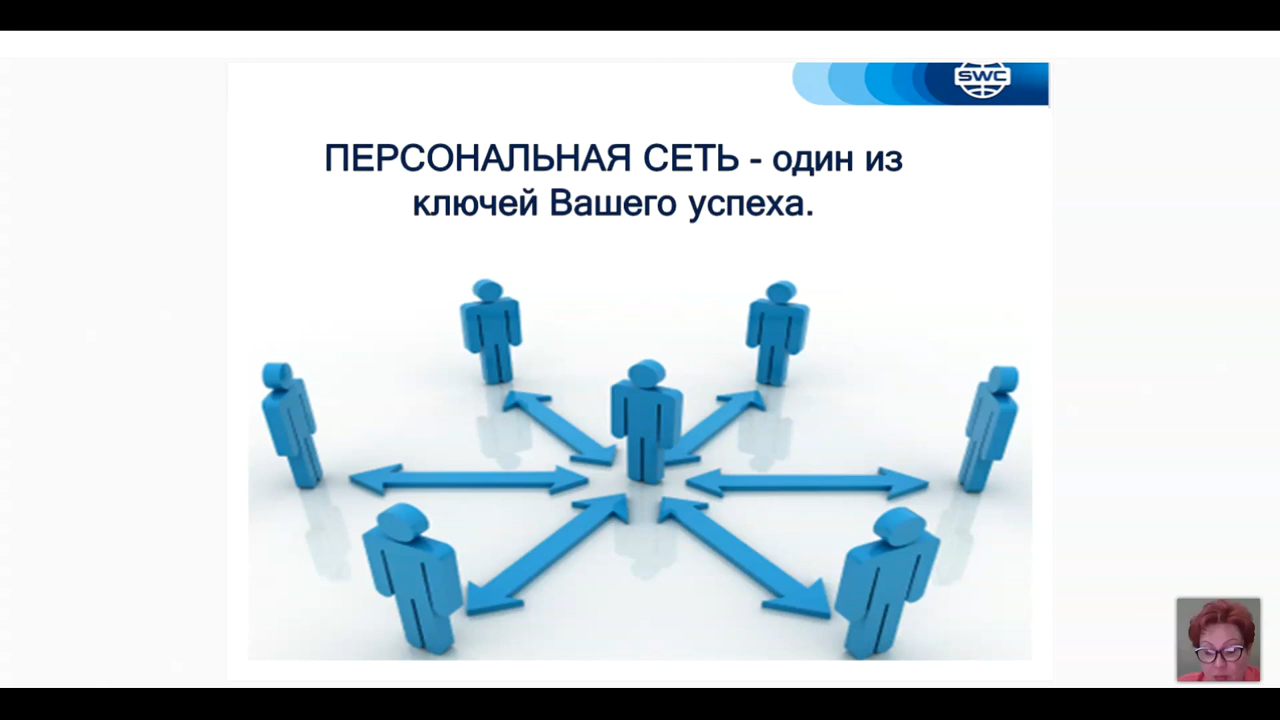 SWC
ПЕРСОНАЛЬНАЯ СЕТЬ - один из
ключей Вашего успеха.